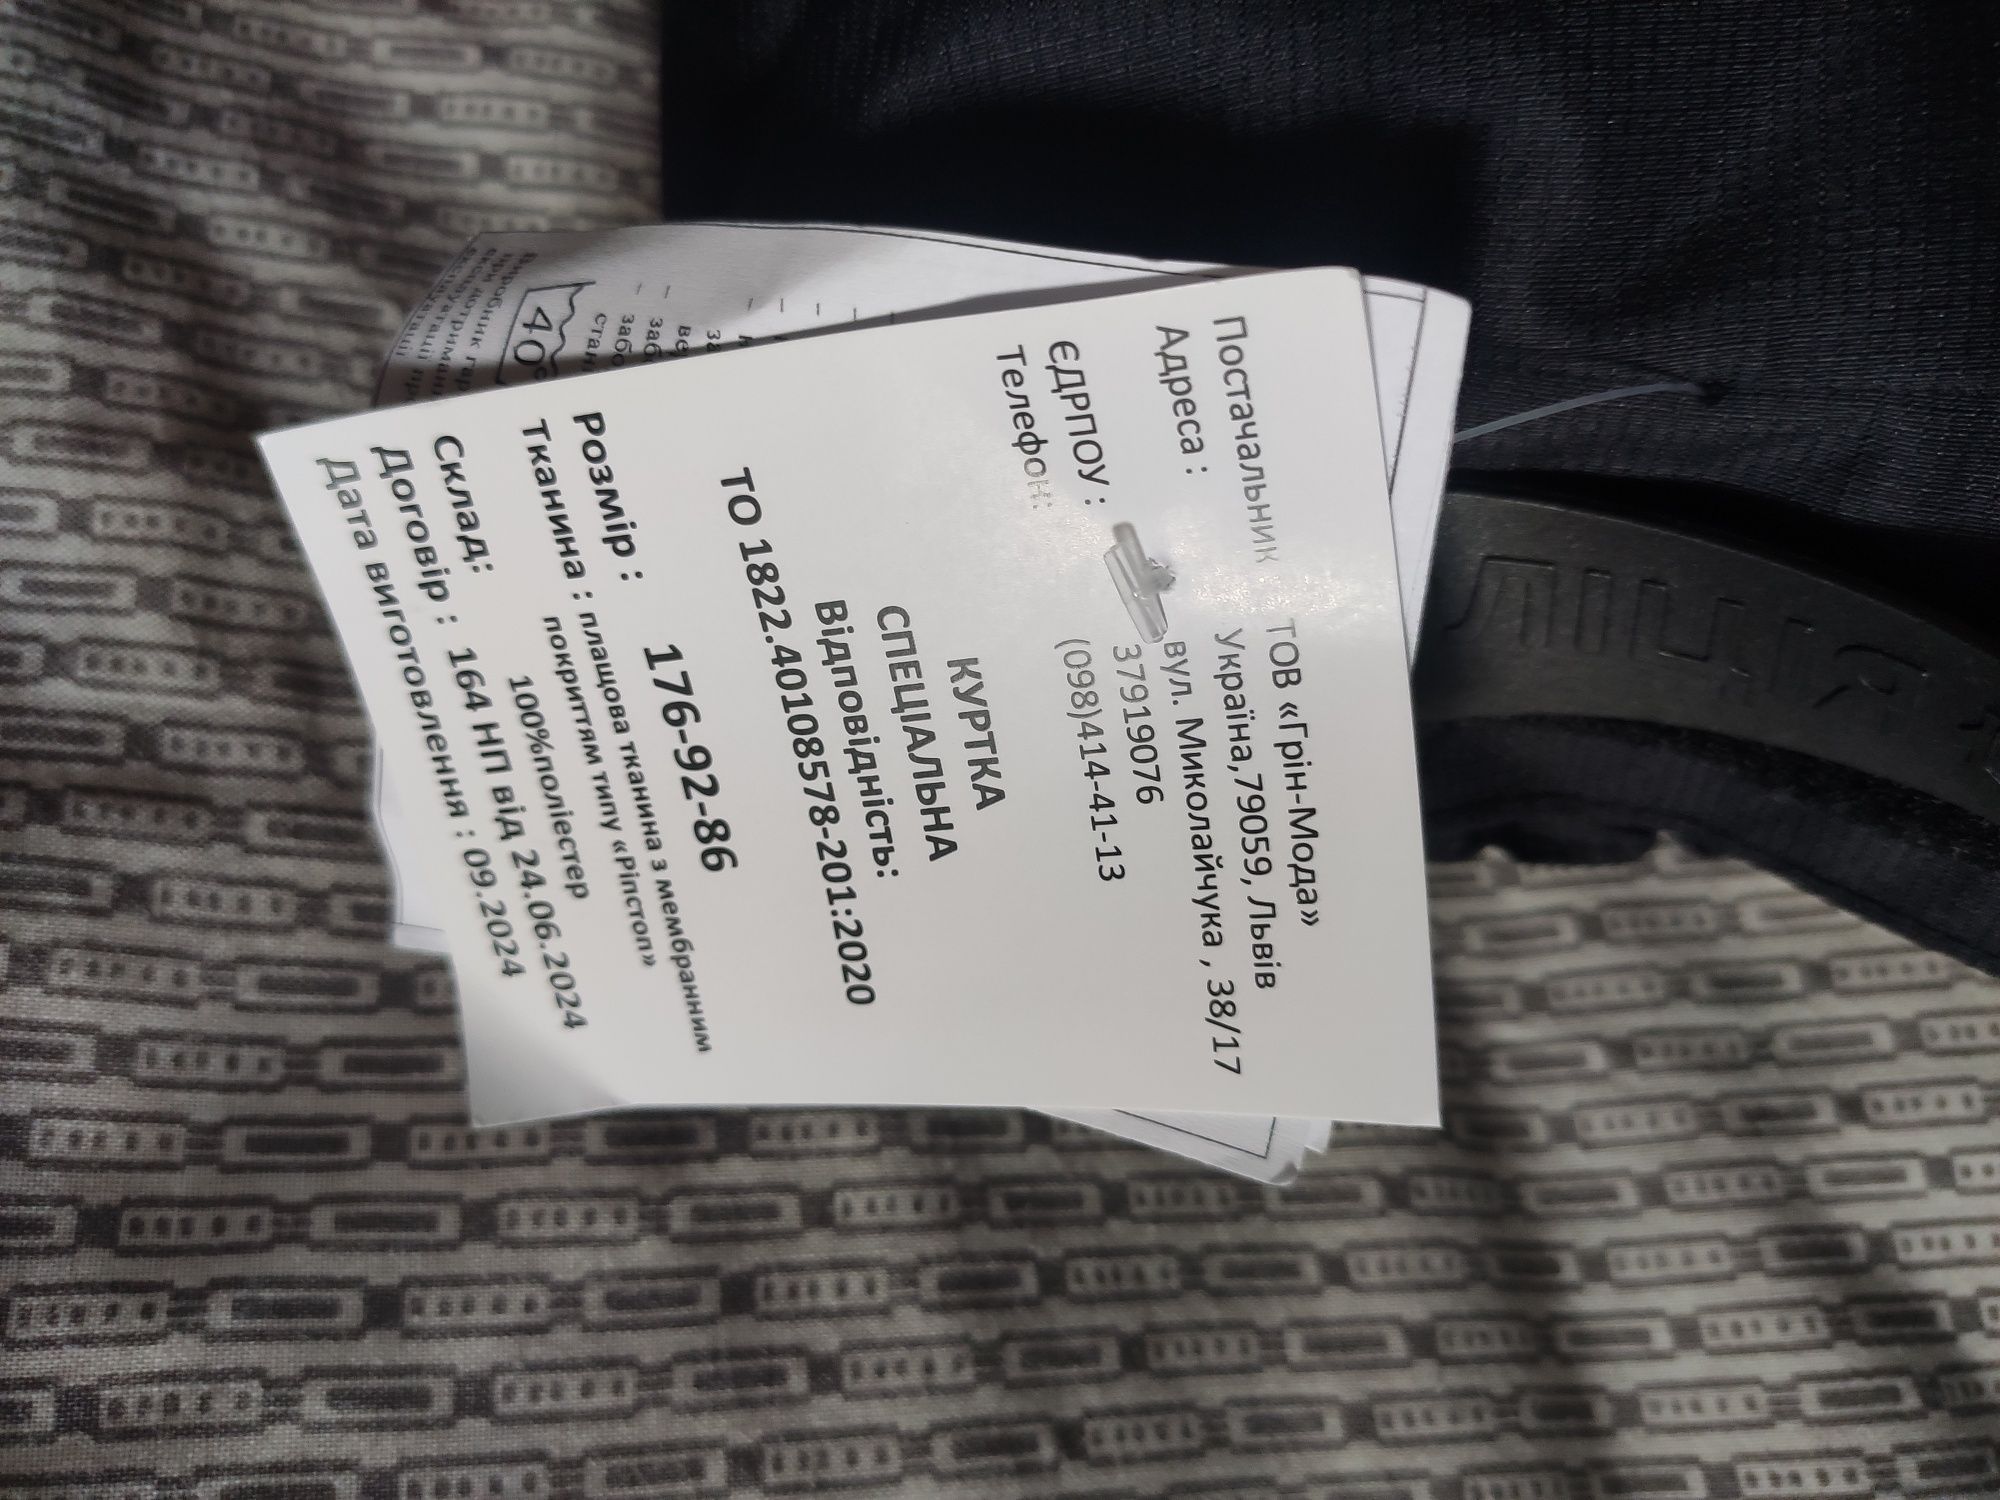 Постачальник ТОВ «Грін-Мода»
Адреса : Україна,79059, Львів
вул. Миколайчука , 38/17
ЄДРПОУ : 37919076
Телефон: (098)414-41-13
КУРТКА
СПЕЦІАЛЬНА
Відповідність:
ТО 1822.40108578-201:2020
Розмір : 176-92-86
Тканина : плащова тканина з мембранним
покриттям типу «Ріпстоп»
Склад: 100%поліестер
Договір : 164 НП від 24.06.2024
Дата виготовлення : 09.2024
40
ЛІЦІЯ